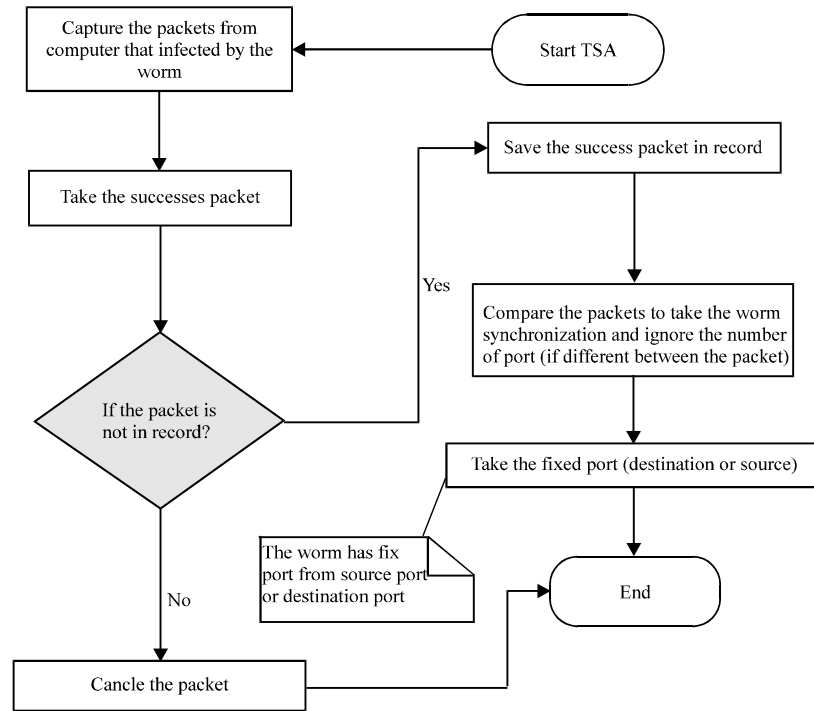 Start TSA
Capture the packets from
computer that infected by the
worm
Take the successes packet
If the packet is
not in record?
Yes
Save the success packet in record
Compare the packets to take the worm
synchronization and ignore the number
of port (if different between the packet)
Take the fixed port (destination or source)
The worm has fix
port from source port
or destination port
No
Cancle the packet
End